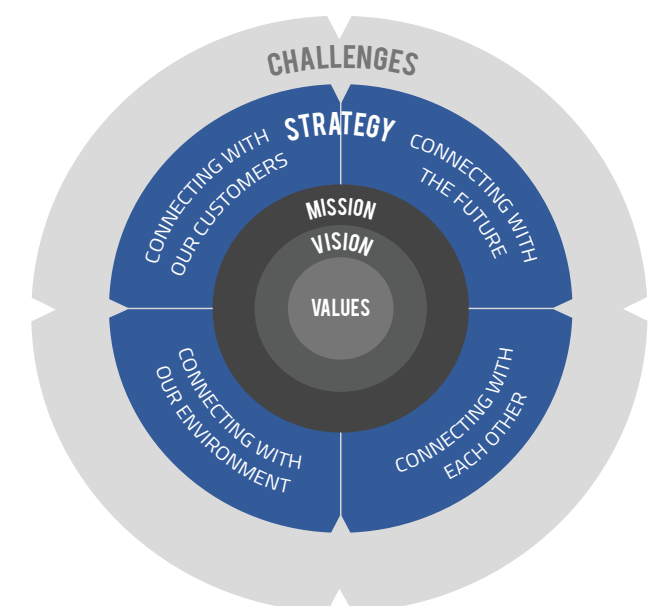 CHALLENGES
STRATEGY
CONNECTING WITH
OUR CUSTOMERS
CONNECTING WITH
THE FUTURE
MISSION
VISION
VALUES
CONNECTING WITH
OUR ENVIRONMENT
CONNECTING WITH
EACH OTHER